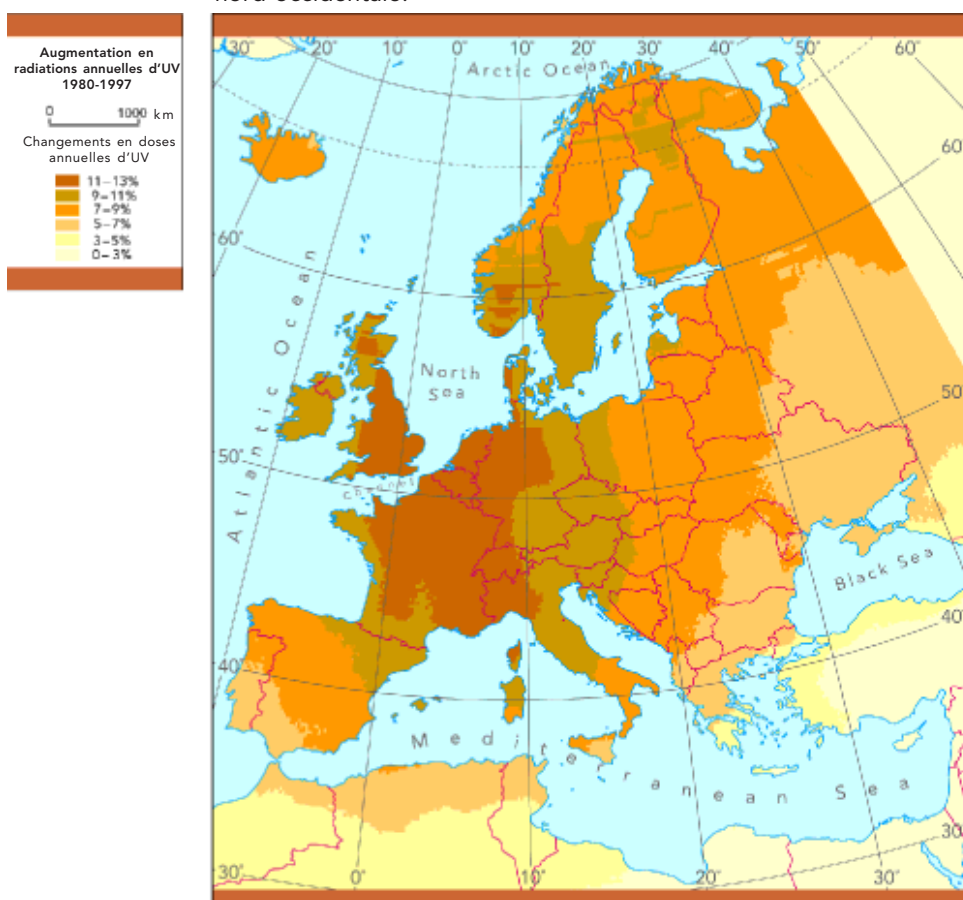 nord-occidentale.
Augmentation en
radiations annuelles d'UV
1980-1997
0 1000 km
Changements en doses
annuelles d'UV
11–13%
9–11%
7–9%
5–7%
3–5%
0–3%
30° 20° 10° 0° 10° 20° 30° 40° 50° 60°
Arctic Ocean
60°
60°
Atlantic Ocean
North
Sea
50°
50°
Channel
Black Sea
40°
40°
Mediterranean Sea
30°
30° 0° 10° 20° 30°